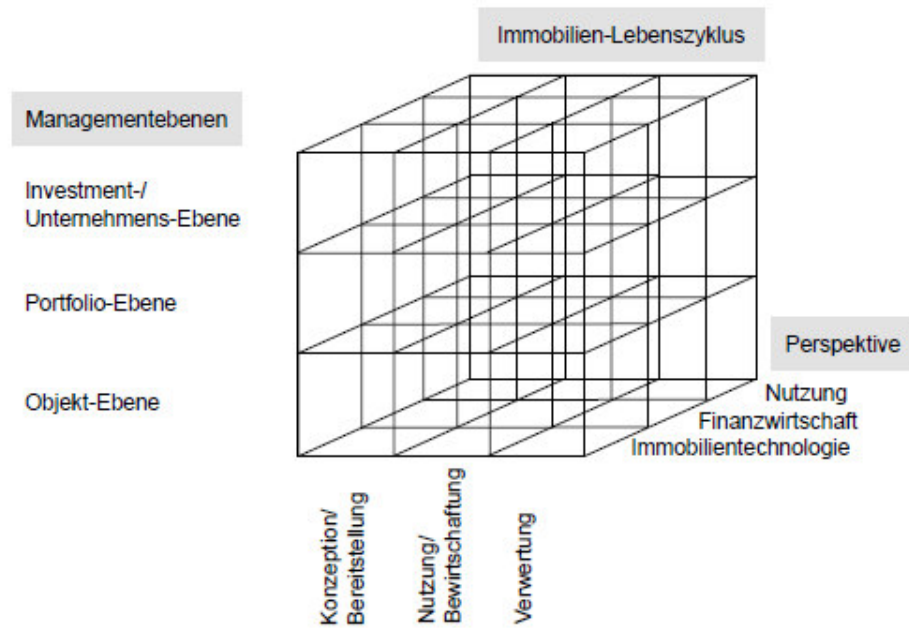 Immobilien-Lebenszyklus
Managementebenen
Investment-/
Unternehmens-Ebene
Portfolio-Ebene
Objekt-Ebene
Perspektive
Nutzung
Finanzwirtschaft
Immobilientechnologie
Konzeption/
Bereitstellung
Nutzung/
Bewirtschaftung
Verwertung